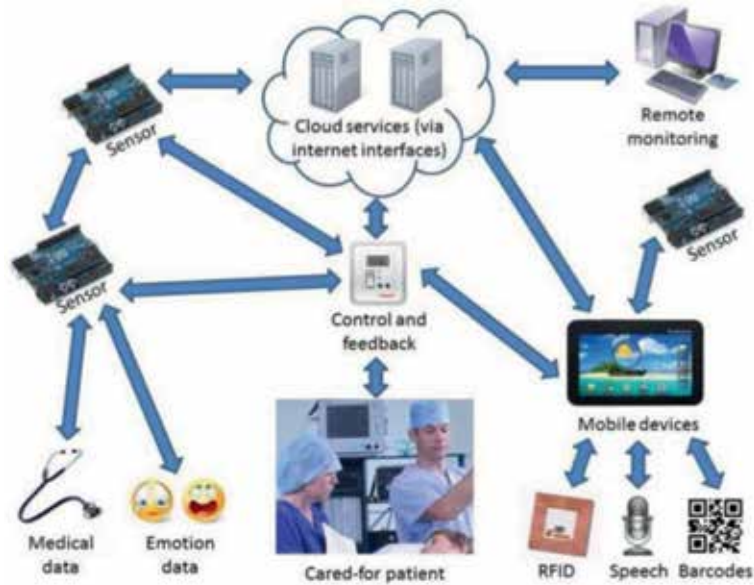 Cloud services (via
internet interfaces)
Remote
monitoring
Sensor
Sensor
Sensor
Control and
feedback
Mobile devices
Medical
data
Emotion
data
Cared-for patient
RFID
Speech
Barcodes